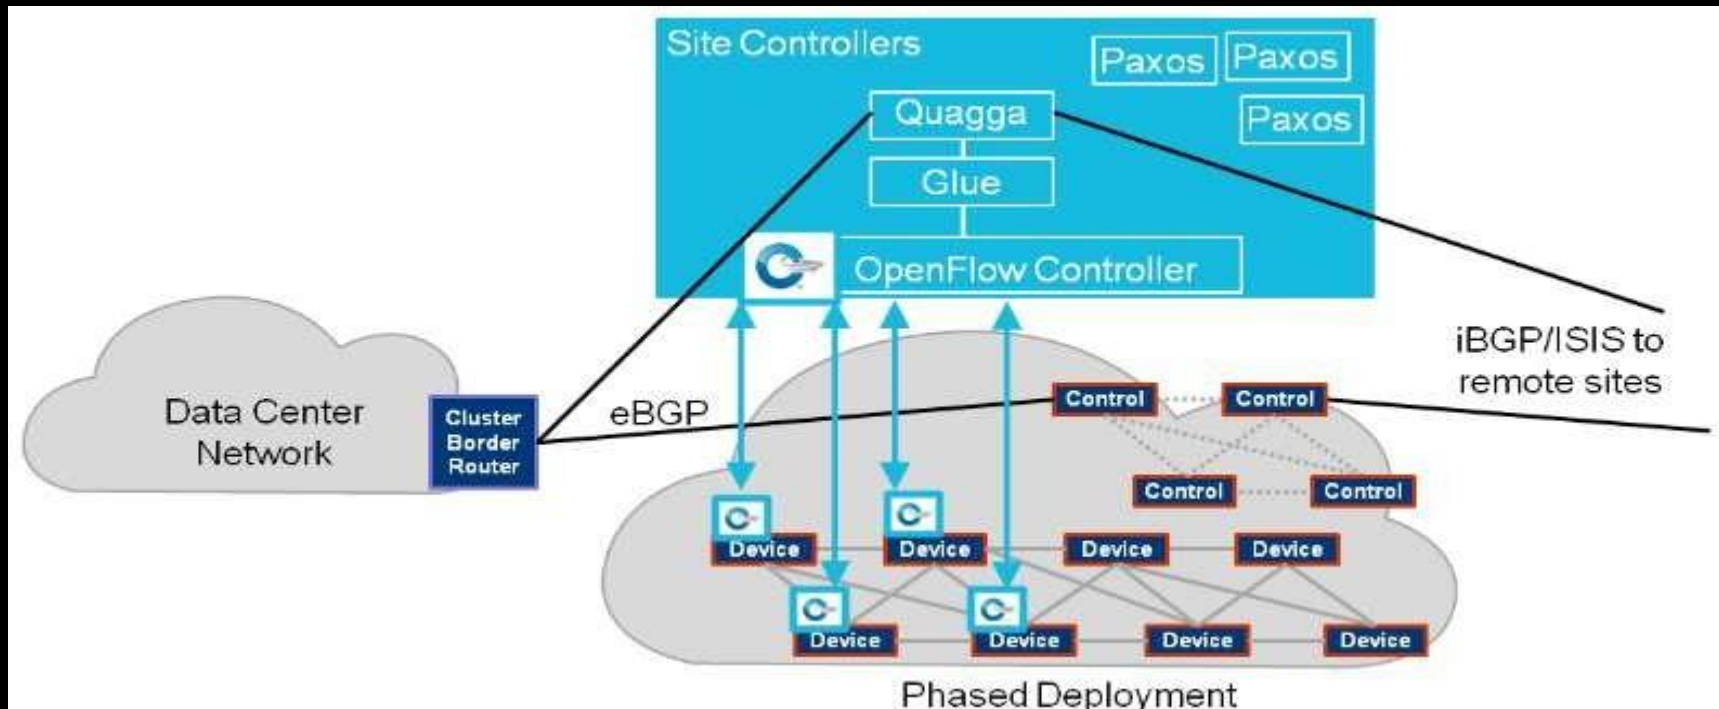 Site Controllers
Paxos
Paxos
Paxos
Quagga
Glue
OpenFlow Controller
Data Center
Network
Cluster
Border
Router
eBGP
iBGP/ISIS to
remote sites
Control
Control
Control
Control
Device
Device
Device
Device
Device
Device
Device
Device
Phased Deployment